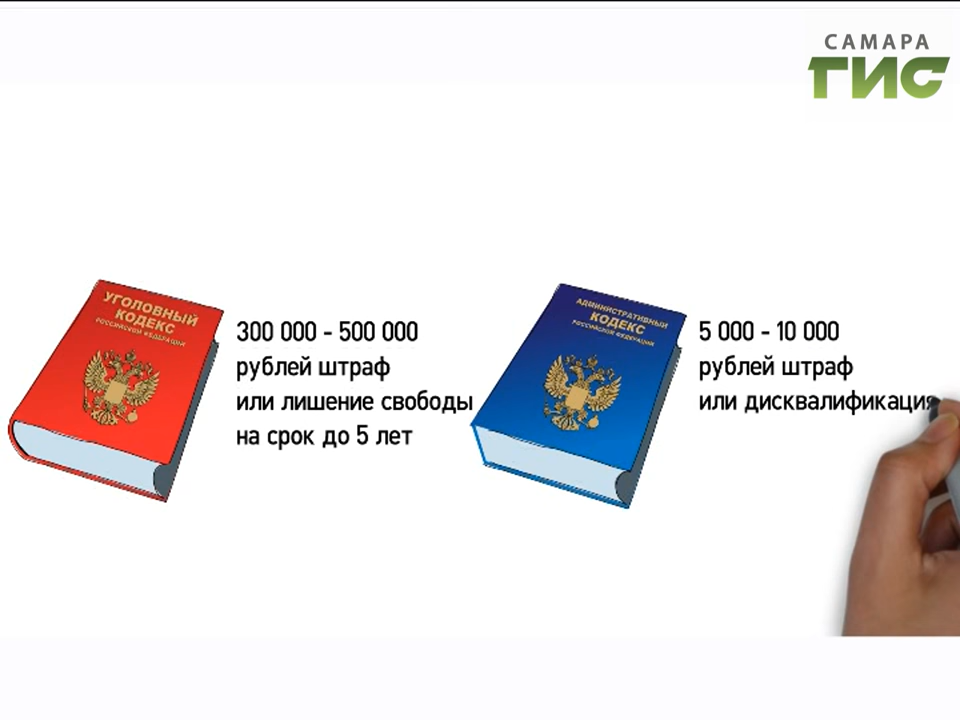 САМАРА
ГИС
УГОЛОВНЫЙ
КОДЕКС
РОССИЙСКОЙ ФЕДЕРАЦИИ
300 000 - 500 000
рублей штраф
или лишение свободы
на срок до 5 лет
АДМИНИСТРАТИВНЫЙ
КОДЕКС
РОССИЙСКОЙ ФЕДЕРАЦИИ
5 000 - 10 000
рублей штраф
или дисквалификация